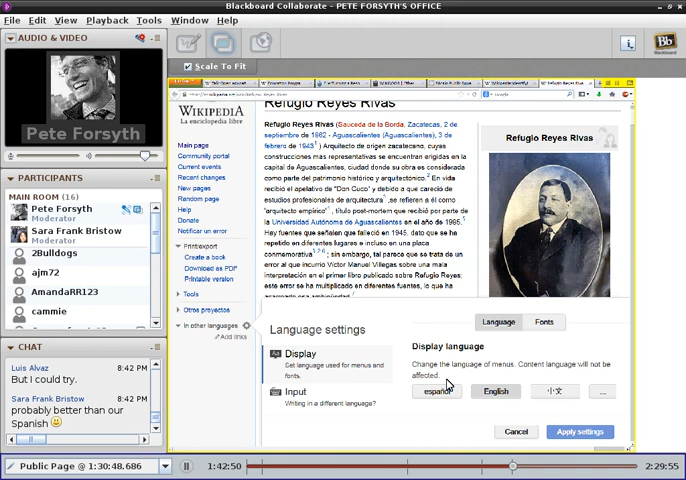 Blackboard Collaborate - PETE FORSYTH'S OFFICE
File Edit View Playback Tools Window Help
AUDIO & VIDEO
Pete Forsyth
PARTICIPANTS
MAIN ROOM (16)
Pete Forsyth
Moderator
Sara Frank Bristow
Moderator
2Bulldogs
ajm72
AmandaRR123
cammie
CHAT
Luis Alvaz 8:42 PM
But I could try.
Sara Frank Bristow 8:42 PM
probably better than our
Spanish
Scale To Fit
i
Bb
WIKIPEDIA
La enciclopedia libre
Main page
Community portal
Current events
Recent changes
New pages
Random page
Help
Donate
Notificar un error
Print/export
Create a book
Download as PDF
Printable version
Tools
Otros proyectos
In other languages
Add links
Refugio Reyes Rivas
Refugio Reyes Rivas (Sauceda de la Borda, Zacatecas, 2 de
septiembre de 1862 - Aguascalientes (Aguascalientes), 3 de
febrero de 1943¹ ) Arquitecto de origen zacatecano, cuyas
construcciones mas representativas se encuentran erigidas en la
capital de Aguascalientes, ciudad donde su obra es considerada
como parte del patrimonio histórico y arquitectónico.² En vida
recibió el apelativo de "Don Cuco" y debido a que careció de
estudios profesionales de arquitectura , se refieren a él como
"arquitecto empírico" , título post-mortem que recibió por parte de
la Universidad Autónoma de Aguascalientes en el año de 1985.
Hay fuentes que señalan que falleció en 1945, dato que se ha
repetido en diferentes lugares e incluso en una placa
conmemorativa ; sin embargo, tal parece que se trata de un
error al que incurrió Víctor Manuel Villegas sobre una mala
interpretación en el primer libro publicado sobre Refugio Reyes:
este error se ha multiplicado en diferentes fuentes, lo que ha
Refugio Reyes Rivas
Language settings
Display
Set language used for menus and
fonts.
Input
Writing in a different language?
Language Fonts
Display language
Change the language of menus. Content language will not be
affected.
español English 中文 ...
Cancel Apply settings
Public Page @ 1:30:48.686 1:42:50 2:29:55